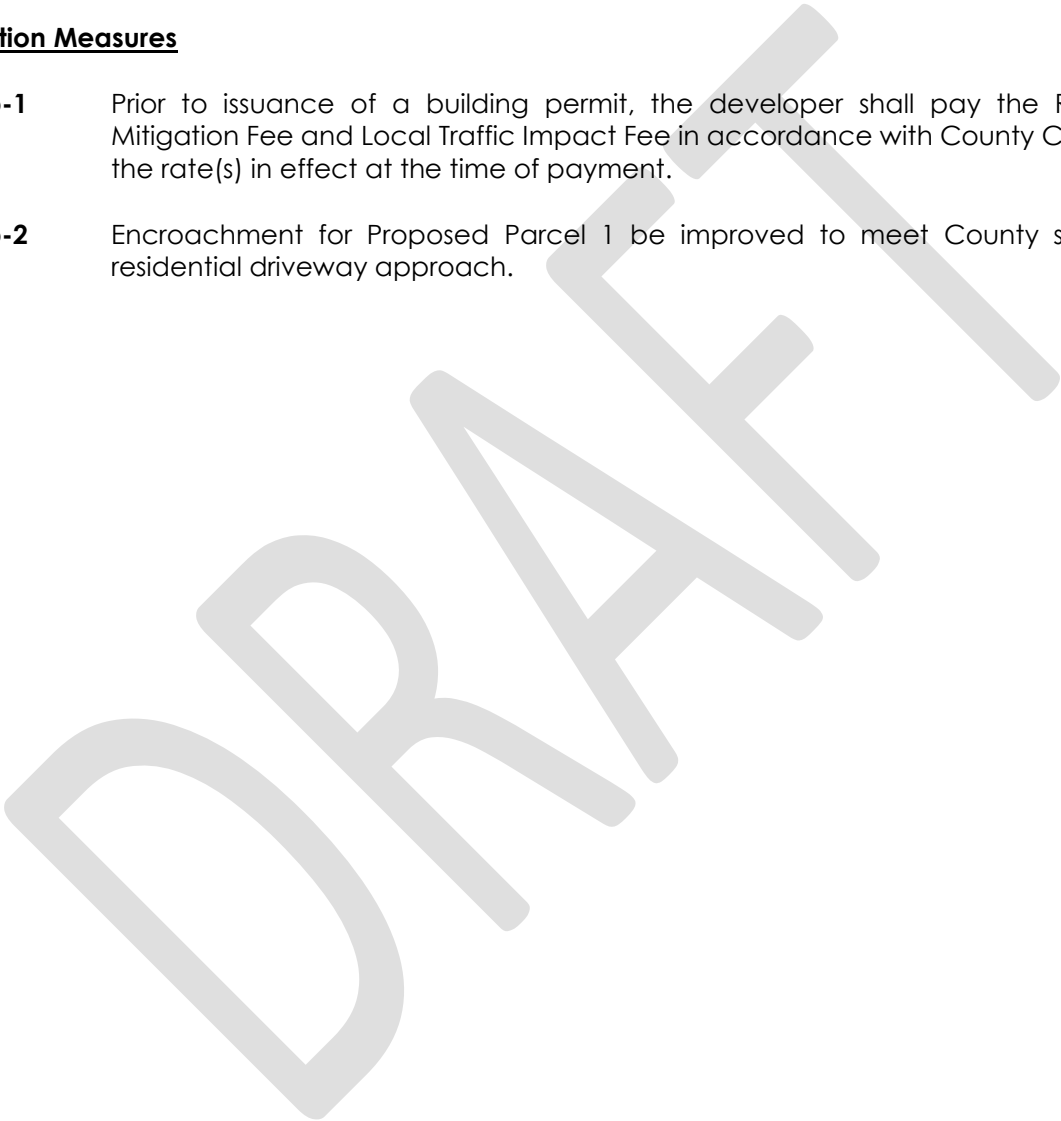 tion Measures
-1 Prior to issuance of a building permit, the developer shall pay the
Mitigation Fee and Local Traffic Impact Fee in accordance with County
the rate(s) in effect at the time of payment.
-2 Encroachment for Proposed Parcel 1 be improved to meet County
residential driveway approach.
DRAFT